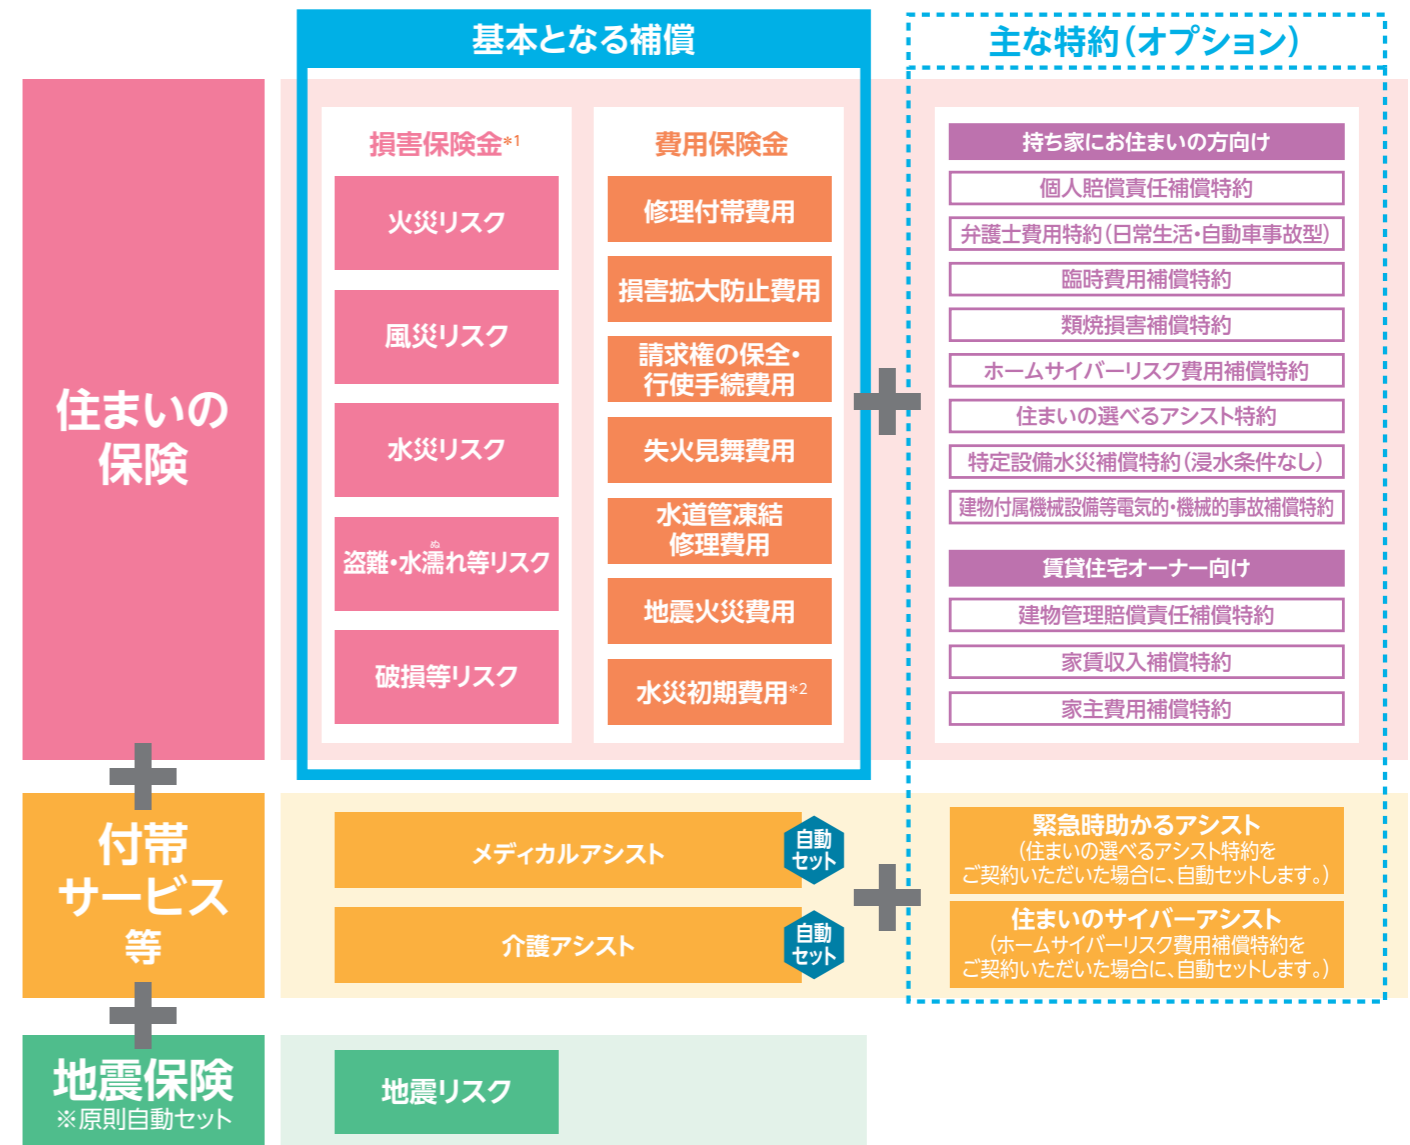 基本となる補償
主な特約(オプション)
住まいの
保険
損害保険金*1
火災リスク
風災リスク
水災リスク
ぬ
盗難・水濡れ等リスク
破損等リスク
費用保険金
修理付帯費用
損害拡大防止費用
請求権の保全・
行使手続費用
失火見舞費用
水道管凍結
修理費用
地震火災費用
水災初期費用*2
持ち家にお住まいの方向け
個人賠償責任補償特約
弁護士費用特約(日常生活・自動車事故型)
臨時費用補償特約
類焼損害補償特約
ホームサイバーリスク費用補償特約
住まいの選べるアシスト特約
特定設備水災補償特約(浸水条件なし)
建物付属機械設備等電気的・機械的事故補償特約
賃貸住宅オーナー向け
建物管理賠償責任補償特約
家賃収入補償特約
家主費用補償特約
付帯
サービス
等
メディカルアシスト
自動
セット
介護アシスト
自動
セット
緊急時助かるアシスト
(住まいの選べるアシスト特約を
ご契約いただいた場合に、自動セットします。)
住まいのサイバーアシスト
(ホームサイバーリスク費用補償特約を
ご契約いただいた場合に、自動セットします。)
地震保険
※原則自動セット
地震リスク